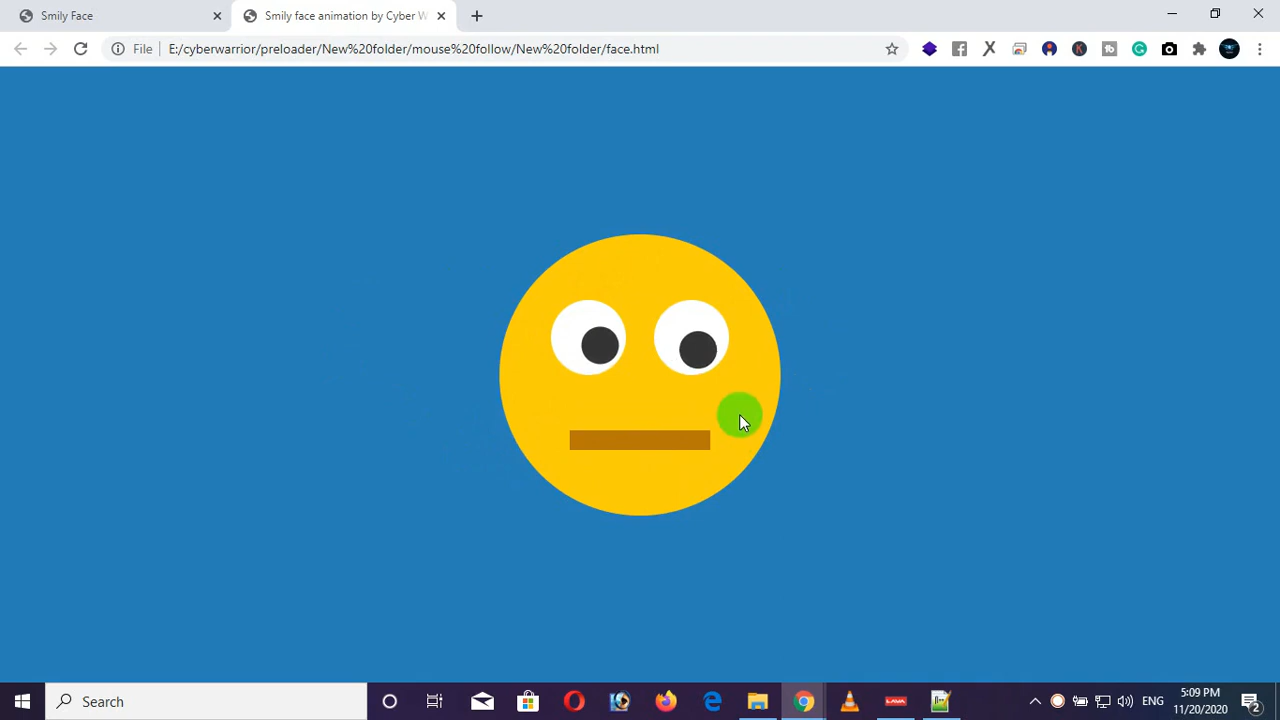 Smily Face
Smily face animation by Cyber W
File
E:/cyberwarrior/preloader/New%20folder/mouse%20follow/New%20folder/face.html
Search
ENG
5:09 PM
11/20/2020
2